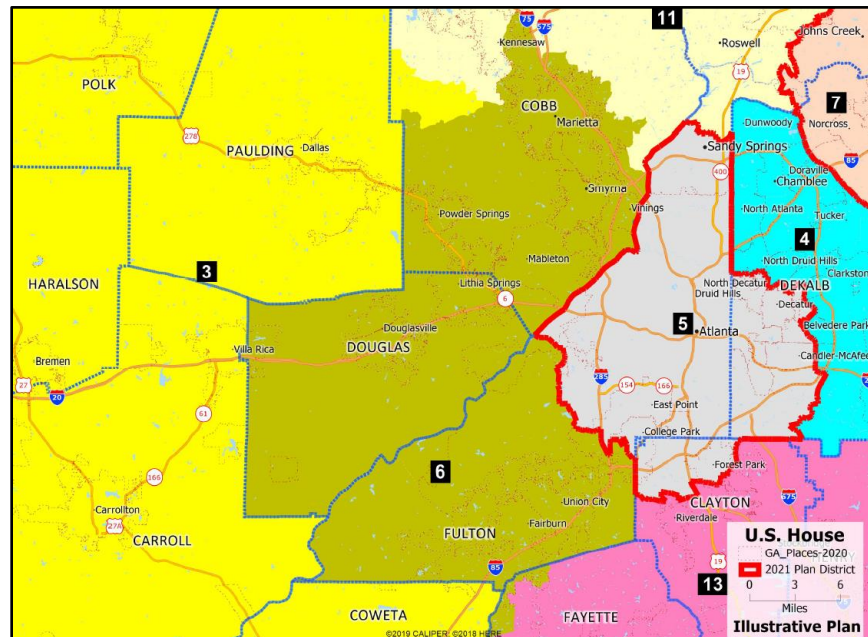 11
75
575
Kennesaw
Roswell
Johns Creek
19
POLK
COBB
7
Dunwoody
Norcross
Marietta
278
Dallas
PAULDING
Sandy Springs
85
Doraville
Chamblee
400
Smyrna
Vinings
North Atlanta
Tucker
Powder Springs
4
Mableton
North Druid Hills
3
Clarkston
HARALSON
Lithia Springs
6
North Decatur
Druid Hills
DEKALB
Decatur
Douglasville
5
Atlanta
Belvedere Park
DOUGLAS
Villa Rica
Bremen
Candler-McAfee
27
20
285
154
166
61
East Point
College Park
166
6
Forest Park
Carrollton
Union City
CLAYTON
675
278
Riverdale
FULTON
Fairburn
CARROLL
U.S. House
GA_Places-2020
2021 Plan District
0 3 6
Miles
Illustrative Plan
19
85
13
COWETA
FAYETTE
©2019 CALIPER; ©2018 HERE